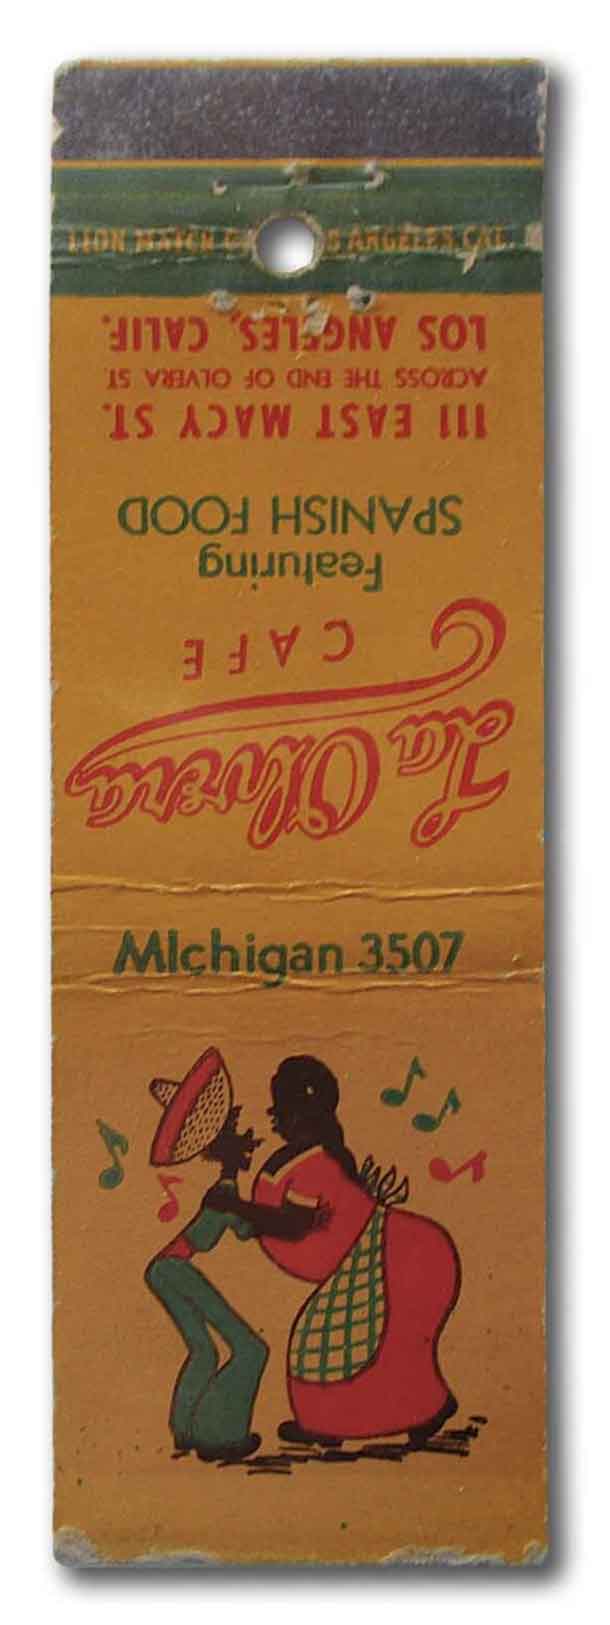 La Olvera
CAFE
Featuring
SPANISH FOOD
111 EAST MACY ST.
ACROSS THE END OF OLVERA ST
LOS ANGELES, CALIF.
LION MATCH LOS ANGELES, CAL.
MIchigan 3507